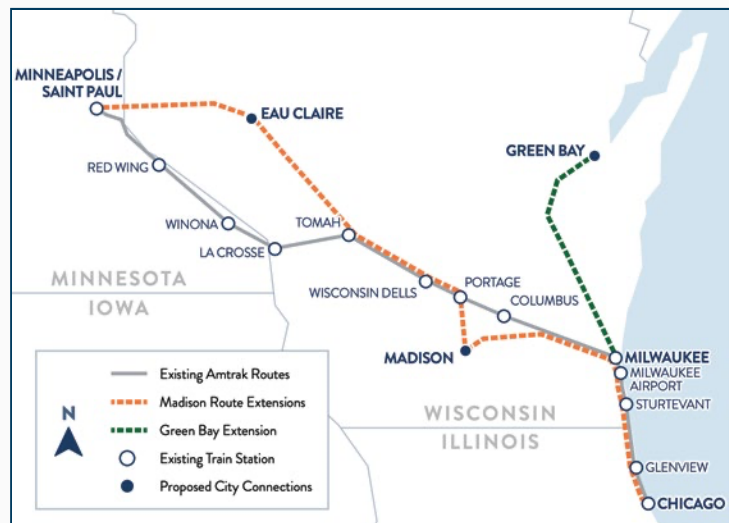 MINNEAPOLIS /
SAINT PAUL
EAU CLAIRE
GREEN BAY
RED WING
WINONA
TOMAH
LA CROSSE
MINNESOTA
IOWA
WISCONSIN DELLS
PORTAGE
COLUMBUS
MADISON
MILWAUKEE
MILWAUKEE
AIRPORT
STURTEVANT
WISCONSIN
ILLINOIS
GLENVIEW
CHICAGO
Existing Amtrak Routes
Madison Route Extensions
Green Bay Extension
Existing Train Station
Proposed City Connections
N